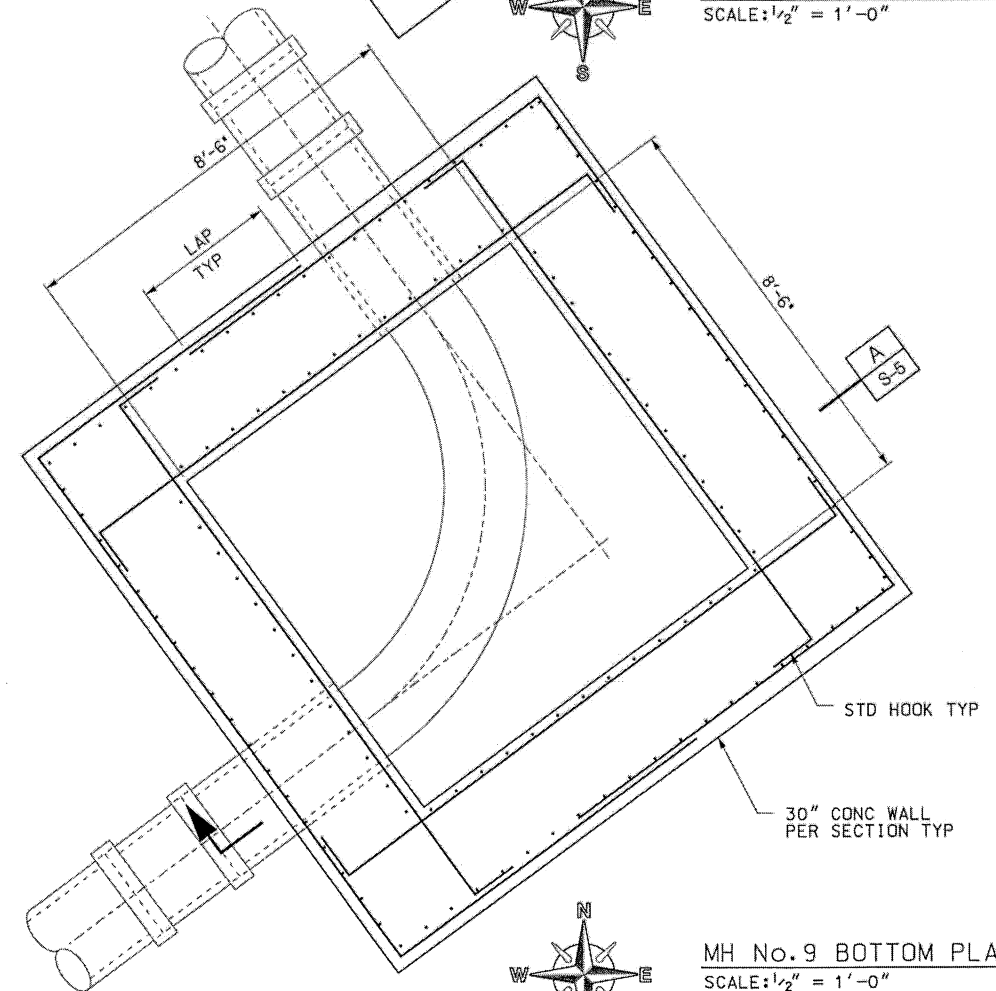 W E
S
SCALE:1/2" = 1'-0"
8'-6"
LAP
TYP
8'-6"
A
S-5
STD HOOK TYP
30" CONC WALL
PER SECTION TYP
N
W E
MH No.9 BOTTOM PLA
SCALE:1/2" = 1'-0"